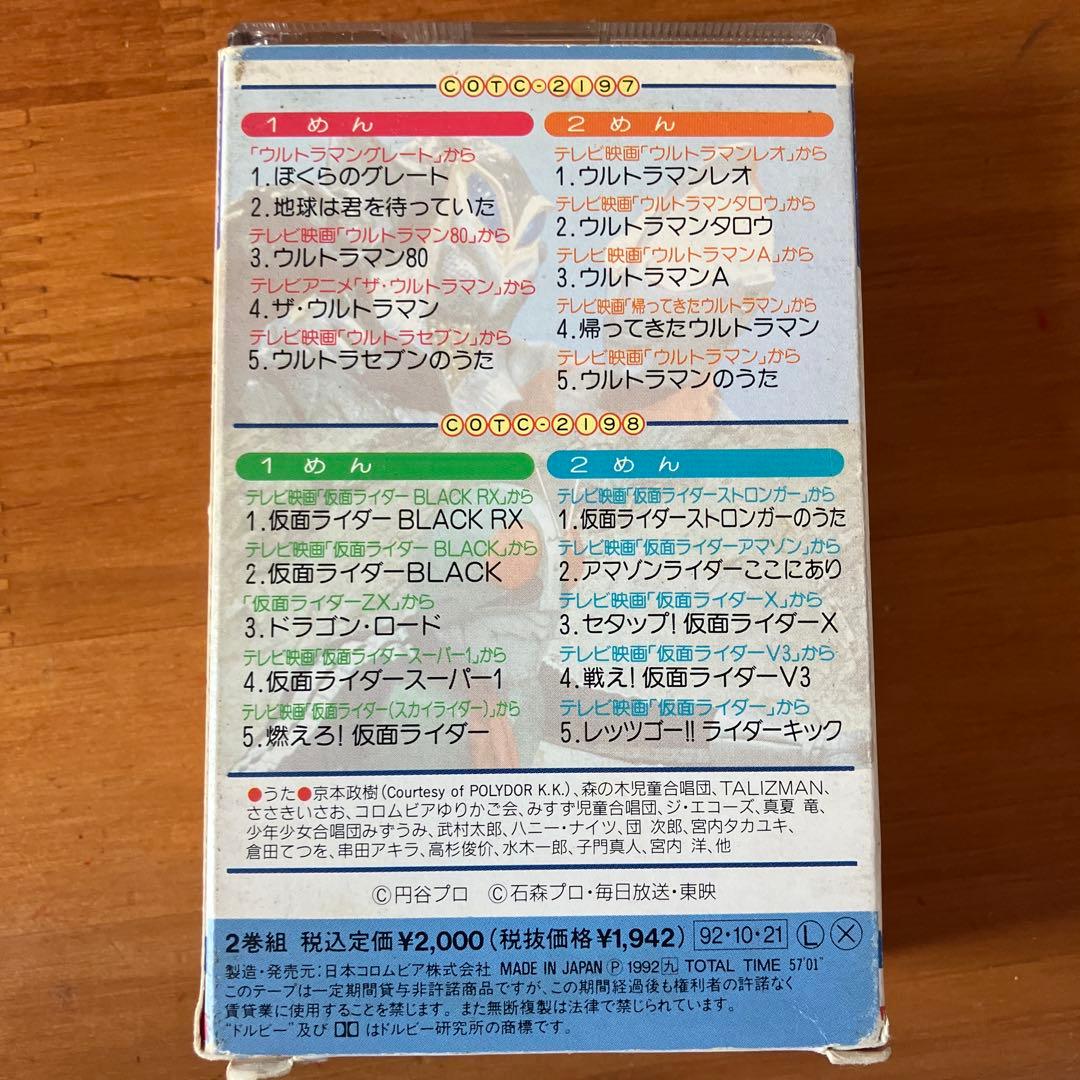 COTC-2197
1めん
「ウルトラマングレート」から
1.ぼくらのグレート
2.地球は君を待っていた
テレビ映画「ウルトラマン80」から
3.ウルトラマン80
テレビアニメ「ザ・ウルトラマン」から
4.ザ・ウルトラマン
テレビ映画「ウルトラセブン」から
5.ウルトラセブンのうた
2めん
テレビ映画「ウルトラマンレオ」から
1.ウルトラマンレオ
テレビ映画「ウルトラマンタロウ」から
2.ウルトラマンタロウ
テレビ映画「ウルトラマンA」から
3.ウルトラマンA
テレビ映画「帰ってきたウルトラマン」から
4.帰ってきたウルトラマン
テレビ映画「ウルトラマン」から
5.ウルトラマンのうた
COTC-2198
1めん
テレビ映画「仮面ライダー BLACK RX」から
1.仮面ライダー BLACK RX
テレビ映画「仮面ライダー BLACK」から
2.仮面ライダーBLACK
「仮面ライダーZX」から
3.ドラゴン・ロード
テレビ映画「仮面ライダースーパー1」から
4.仮面ライダースーパー1
テレビ映画「仮面ライダー(スカイライダー)」から
5.燃えろ!仮面ライダー
2めん
テレビ映画「仮面ライダーストロンガー」から
1.仮面ライダーストロンガーのうた
テレビ映画「仮面ライダーアマゾン」から
2.アマゾンライダーここにあり
テレビ映画「仮面ライダーX」から
3.セタップ!仮面ライダーX
テレビ映画「仮面ライダーV3」から
4.戦え!仮面ライダーV3
テレビ映画「仮面ライダー」から
5.レッツゴー!!ライダーキック
●うた●京本政樹(Courtesy of POLYDOR K.K.)、森の木児童合唱団、TALIZMAN、
ささきいさお、コロムビアゆりかご会、みすず児童合唱団、ジ・エコーズ、真夏 竜、
少年少女合唱団みずうみ、武村太郎、ハニー・ナイツ、団 次郎、宮内タカユキ、
倉田てつを、串田アキラ、高杉俊价、水木一郎、子門真人、宮内 洋、他
©円谷プロ ©石森プロ・毎日放送・東映
2巻組 税込定価¥2,000(税抜価格¥1,942) 92・10・21 Ⓛ Ⓧ
製造・発売元:日本コロムビア株式会社 MADE IN JAPAN Ⓟ 1992 九 TOTAL TIME 57'01"
このテープは一定期間貸与非許諾商品ですが、この期間経過後も権利者の許諾なく
賃貸業に使用することを禁じます。また無断複製は法律で禁じられています。
"ドルビー"及び はドルビー研究所の商標です。